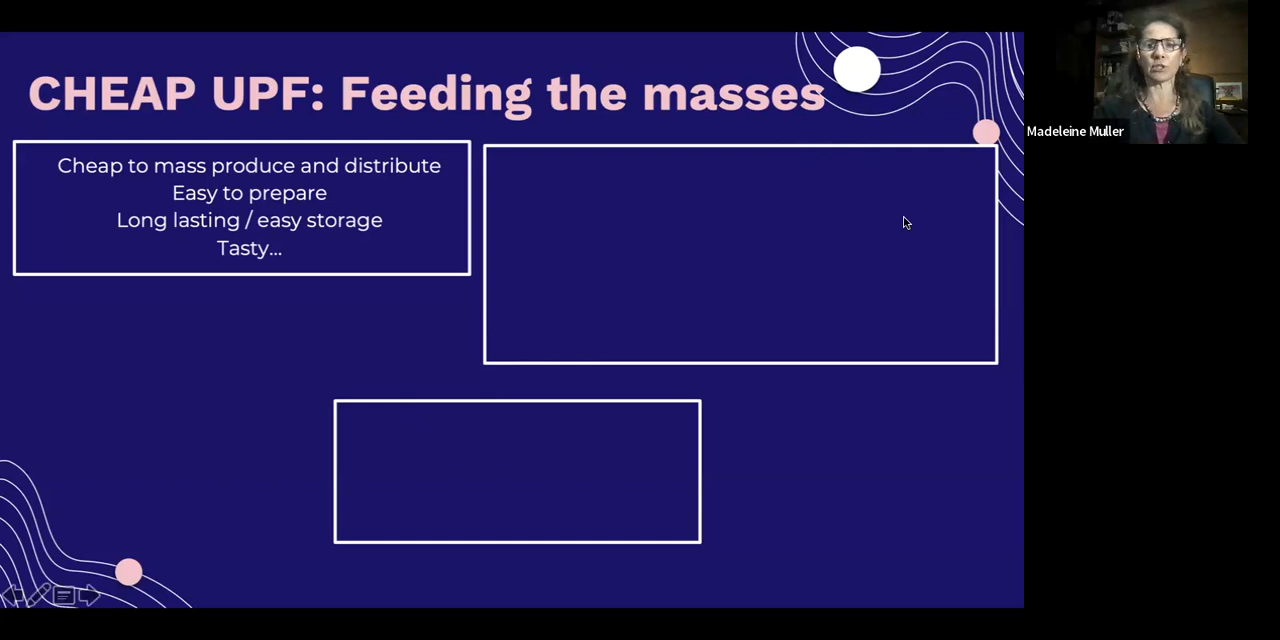 CHEAP UPF: Feeding the masses
Cheap to mass produce and distribute
Easy to prepare
Long lasting / easy storage
Tasty...
Madeleine Muller